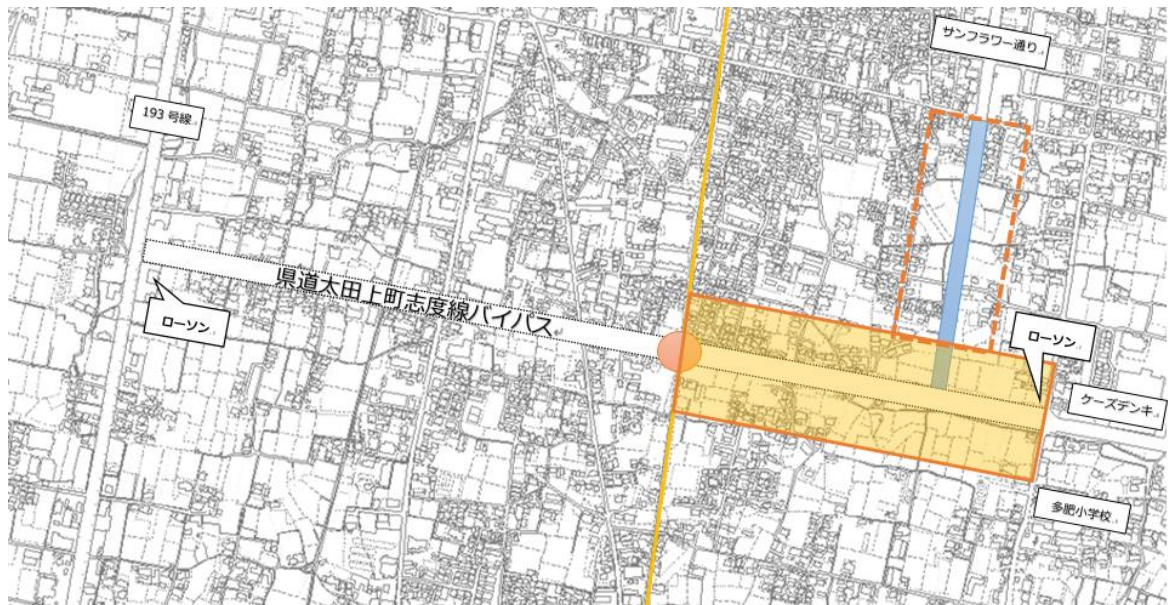 サンフラワー通り
193 号線
県道太田上町志度線バイパス
ローソン
ローソン
ケーズデンキ
多肥小学校